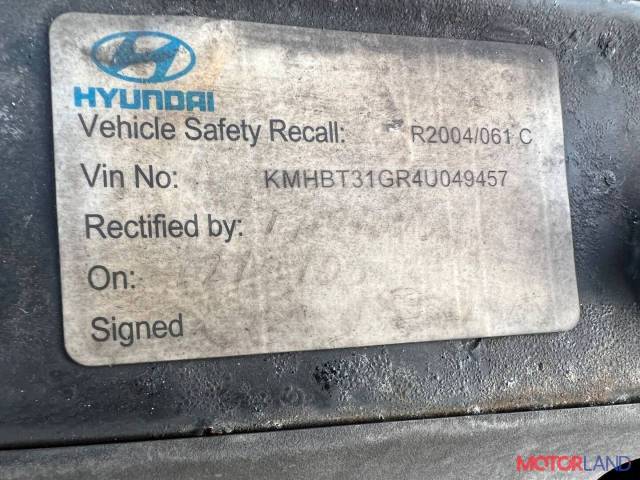 HYUNDAI
Vehicle Safety Recall: R2004/061 C
Vin No: KMHBT31GR4U049457
Rectified by:
On:
Signed
MOTORLAND